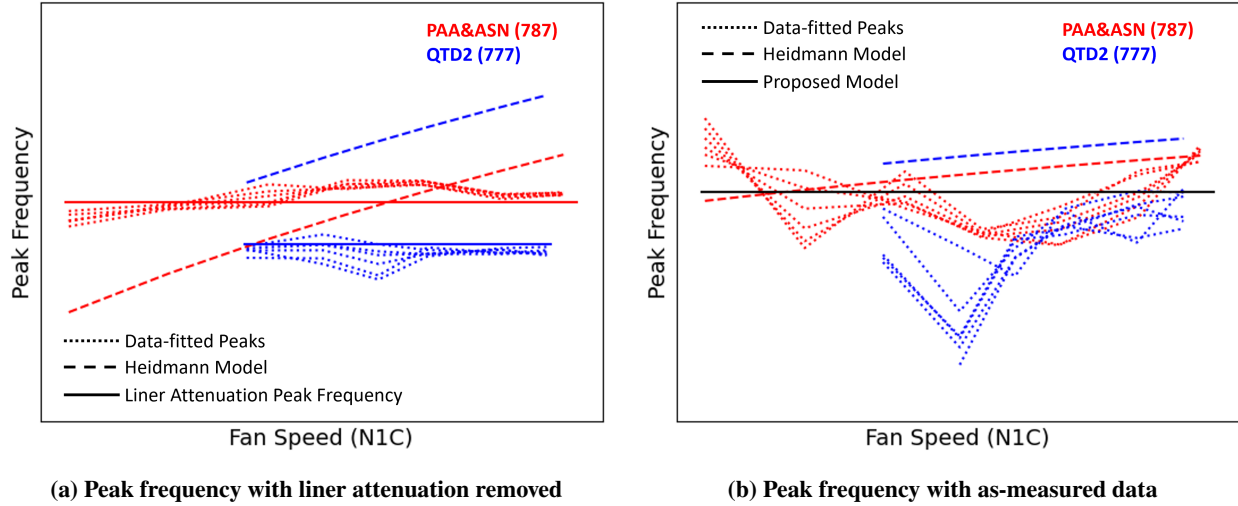 PAA&ASN (787)
QTD2 (777)
Peak Frequency
Data-fitted Peaks
Heidmann Model
Liner Attenuation Peak Frequency
Fan Speed (N1C)
(a) Peak frequency with liner attenuation removed
Data-fitted Peaks
Heidmann Model
Proposed Model
PAA&ASN (787)
QTD2 (777)
Peak Frequency
Fan Speed (N1C)
(b) Peak frequency with as-measured data